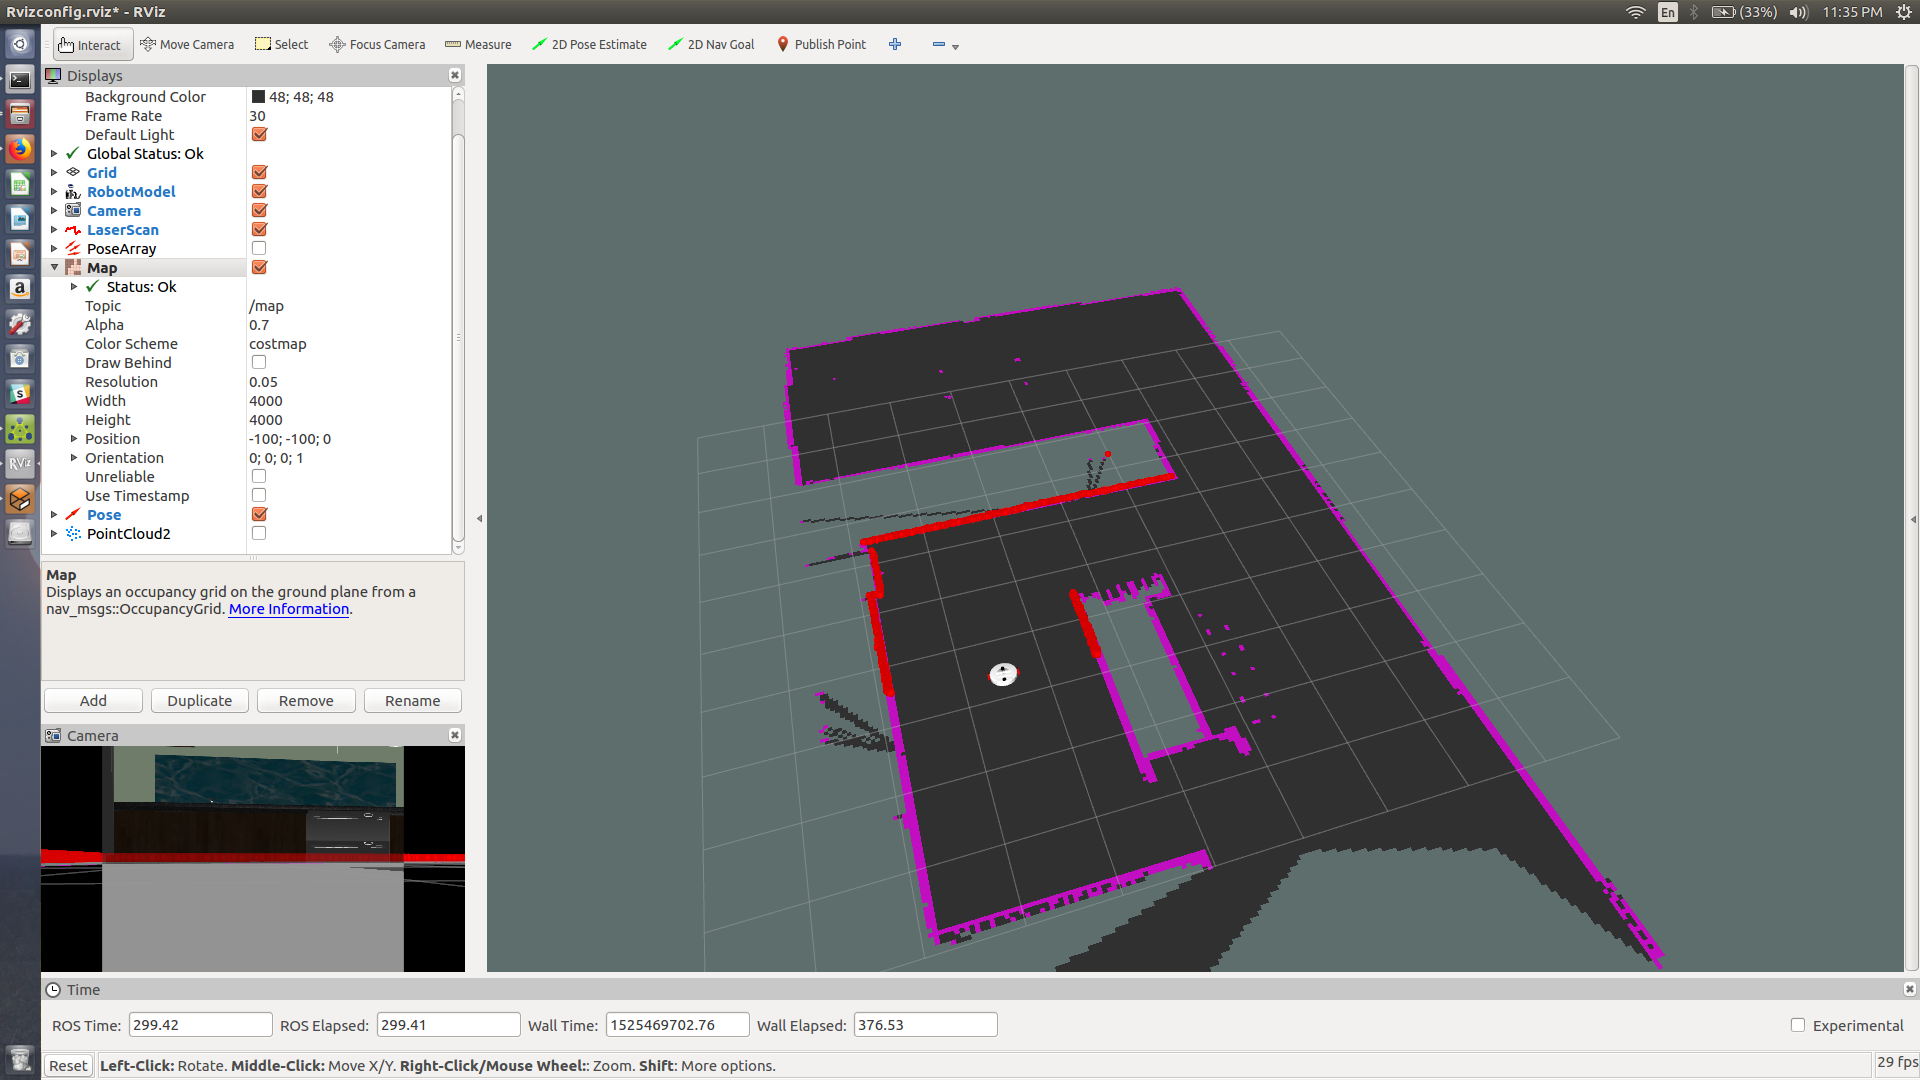 Rvizconfig.rviz* - RViz
En
(33%)
11:35 PM
Interact
Move Camera
Select
Focus Camera
Measure
2D Pose Estimate
2D Nav Goal
Publish Point
Displays
Background Color 48; 48; 48
Frame Rate 30
Default Light
Global Status: Ok
Grid
RobotModel
Camera
LaserScan
PoseArray
Map
Status: Ok
Topic /map
Alpha 0.7
Color Scheme costmap
Draw Behind
Resolution 0.05
Width 4000
Height 4000
Position -100; -100; 0
Orientation 0; 0; 0; 1
Unreliable
Use Timestamp
Pose
PointCloud2
Map
Displays an occupancy grid on the ground plane from a
nav_msgs::OccupancyGrid. More Information.
Add
Duplicate
Remove
Rename
Camera
RViz
Time
ROS Time: 299.42
ROS Elapsed: 299.41
Wall Time: 1525469702.76
Wall Elapsed: 376.53
Experimental
Reset
Left-Click: Rotate. Middle-Click: Move X/Y. Right-Click/Mouse Wheel:: Zoom. Shift: More options.
29 fps